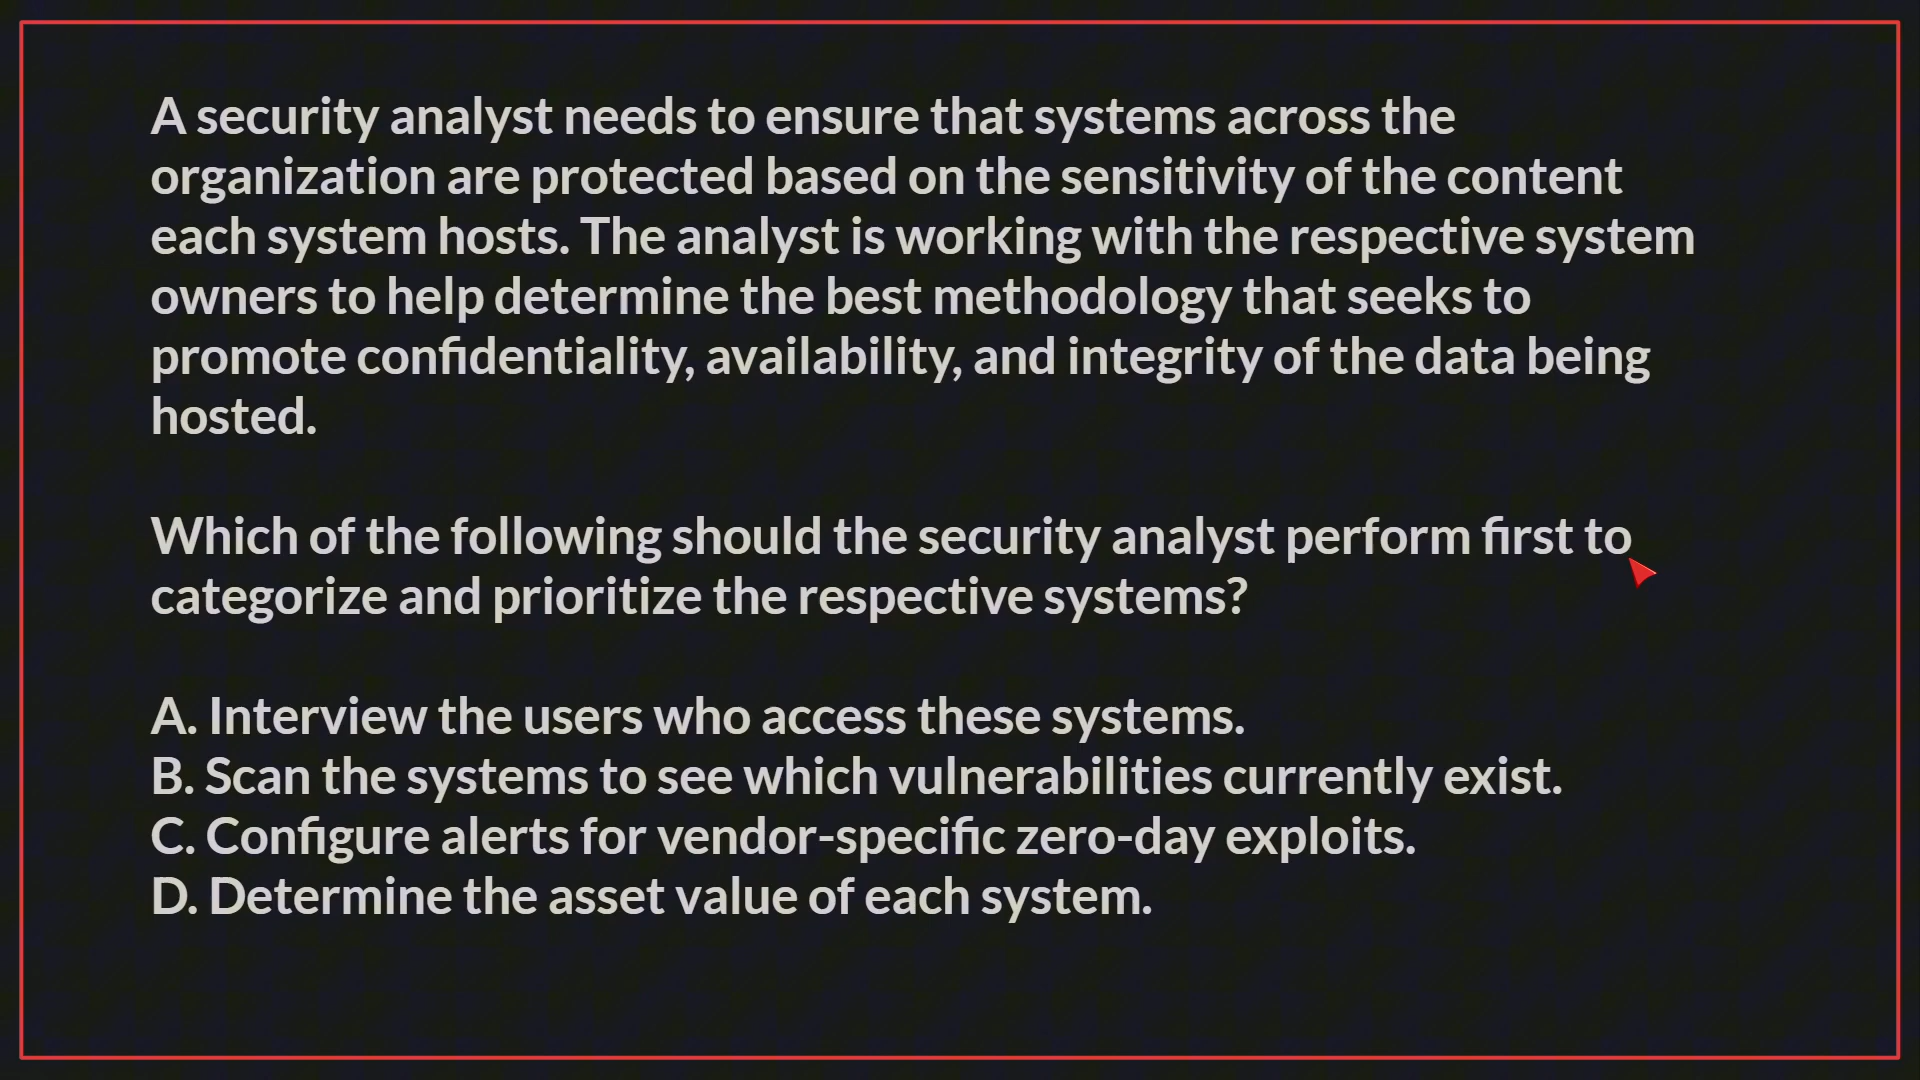 A security analyst needs to ensure that systems across the
organization are protected based on the sensitivity of the content
each system hosts. The analyst is working with the respective system
owners to help determine the best methodology that seeks to
promote confidentiality, availability, and integrity of the data being
hosted.
Which of the following should the security analyst perform first to
categorize and prioritize the respective systems?
A. Interview the users who access these systems.
B. Scan the systems to see which vulnerabilities currently exist.
C. Configure alerts for vendor-specific zero-day exploits.
D. Determine the asset value of each system.